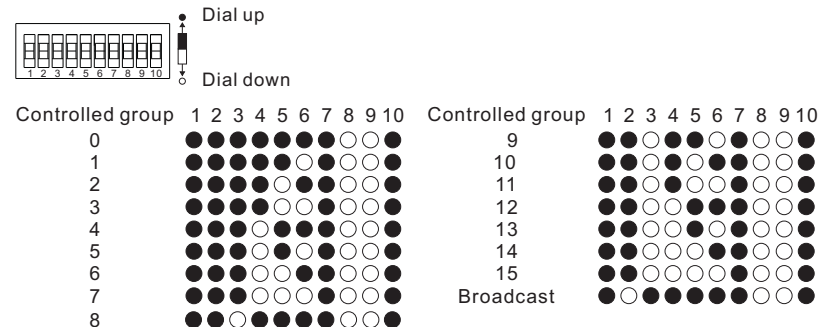 Dial up
1 2 3 4 5 6 7 8 9 10
Dial down
Controlled group 1 2 3 4 5 6 7 8 9 10
0
1
2
3
4
5
6
7
8
Controlled group 1 2 3 4 5 6 7 8 9 10
9
10
11
12
13
14
15
Broadcast